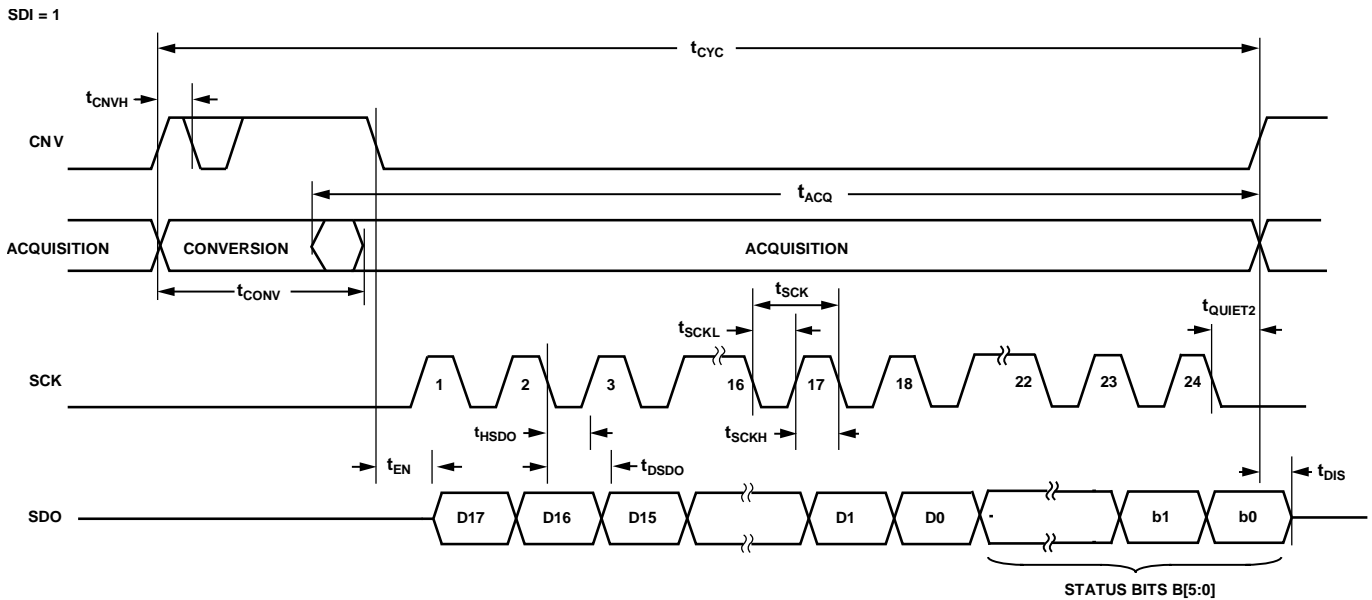 SDI = 1
tCYC
tCNVH
CNV
tACQ
ACQUISITION CONVERSION ACQUISITION
tCONV
tSCK
tQUIET2
tSCKL
SCK 1 2 3 16 17 18 22 23 24
tHSDO
tSCKH
tEN
tDSDO
tDIS
SDO D17 D16 D15 D1 D0 b1 b0
STATUS BITS B[5:0]